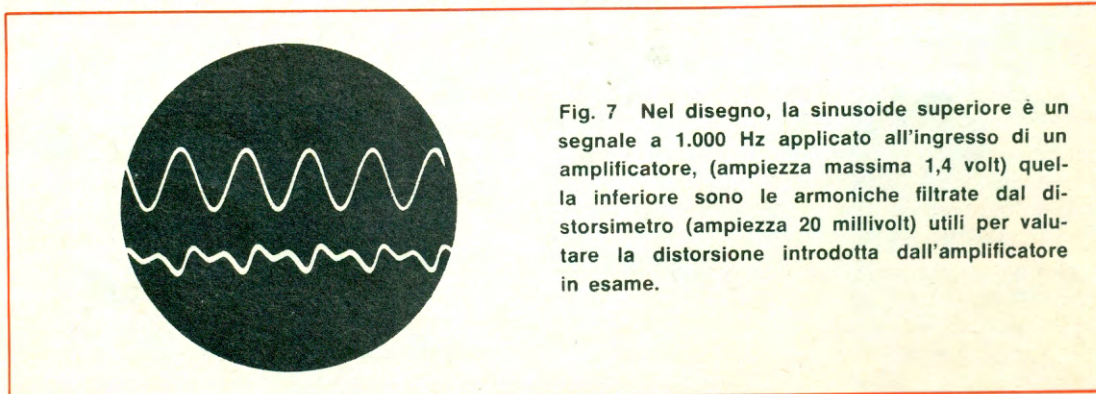 Fig. 7 Nel disegno, la sinusoide superiore è un
segnale a 1.000 Hz applicato all'ingresso di un
amplificatore, (ampiezza massima 1,4 volt) quel-
la inferiore sono le armoniche filtrate dal di-
storsimetro (ampiezza 20 millivolt) utili per valu-
tare la distorsione introdotta dall'amplificatore
in esame.